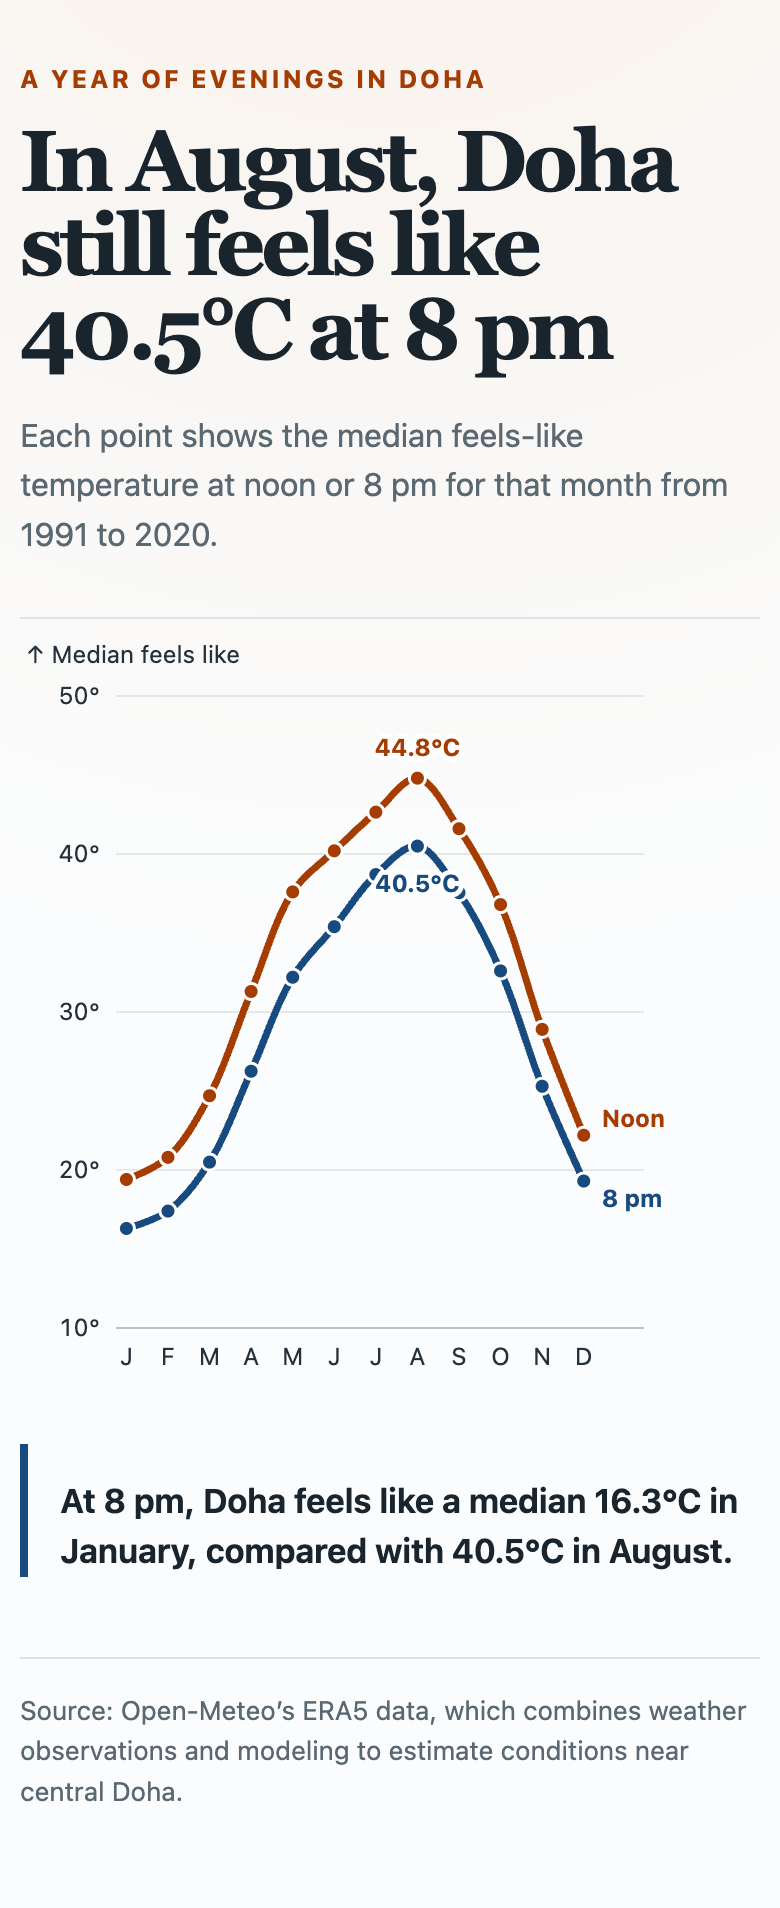 A YEAR OF EVENINGS IN DOHA
In August, Doha
still feels like
40.5°C at 8 pm
Each point shows the median feels-like
temperature at noon or 8 pm for that month from
1991 to 2020.
↑ Median feels like
50°
44.8°C
40°
40.5°C
30°
Noon
20°
8 pm
10°
J F M A M J J A S O N D
At 8 pm, Doha feels like a median 16.3°C in
January, compared with 40.5°C in August.
Source: Open-Meteo’s ERA5 data, which combines weather
observations and modeling to estimate conditions near
central Doha.